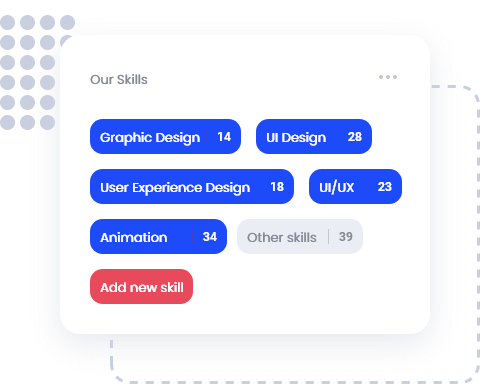 Our Skills
Graphic Design 14 UI Design 28
User Experience Design 18 UI/UX 23
Animation 34 Other skills 39
Add new skill